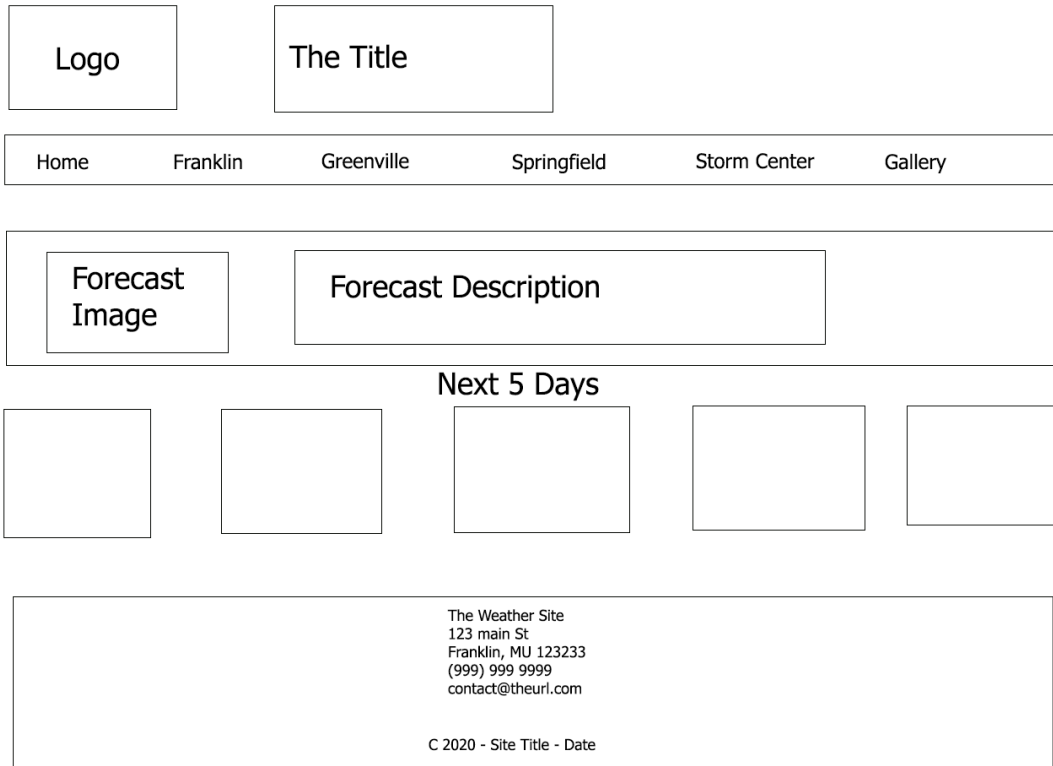 Logo
The Title
Home Franklin Greenville Springfield Storm Center Gallery
Forecast
Image
Forecast Description
Next 5 Days
The Weather Site
123 main St
Franklin, MU 123233
(999) 999 9999
contact@theurl.com
C 2020 - Site Title - Date